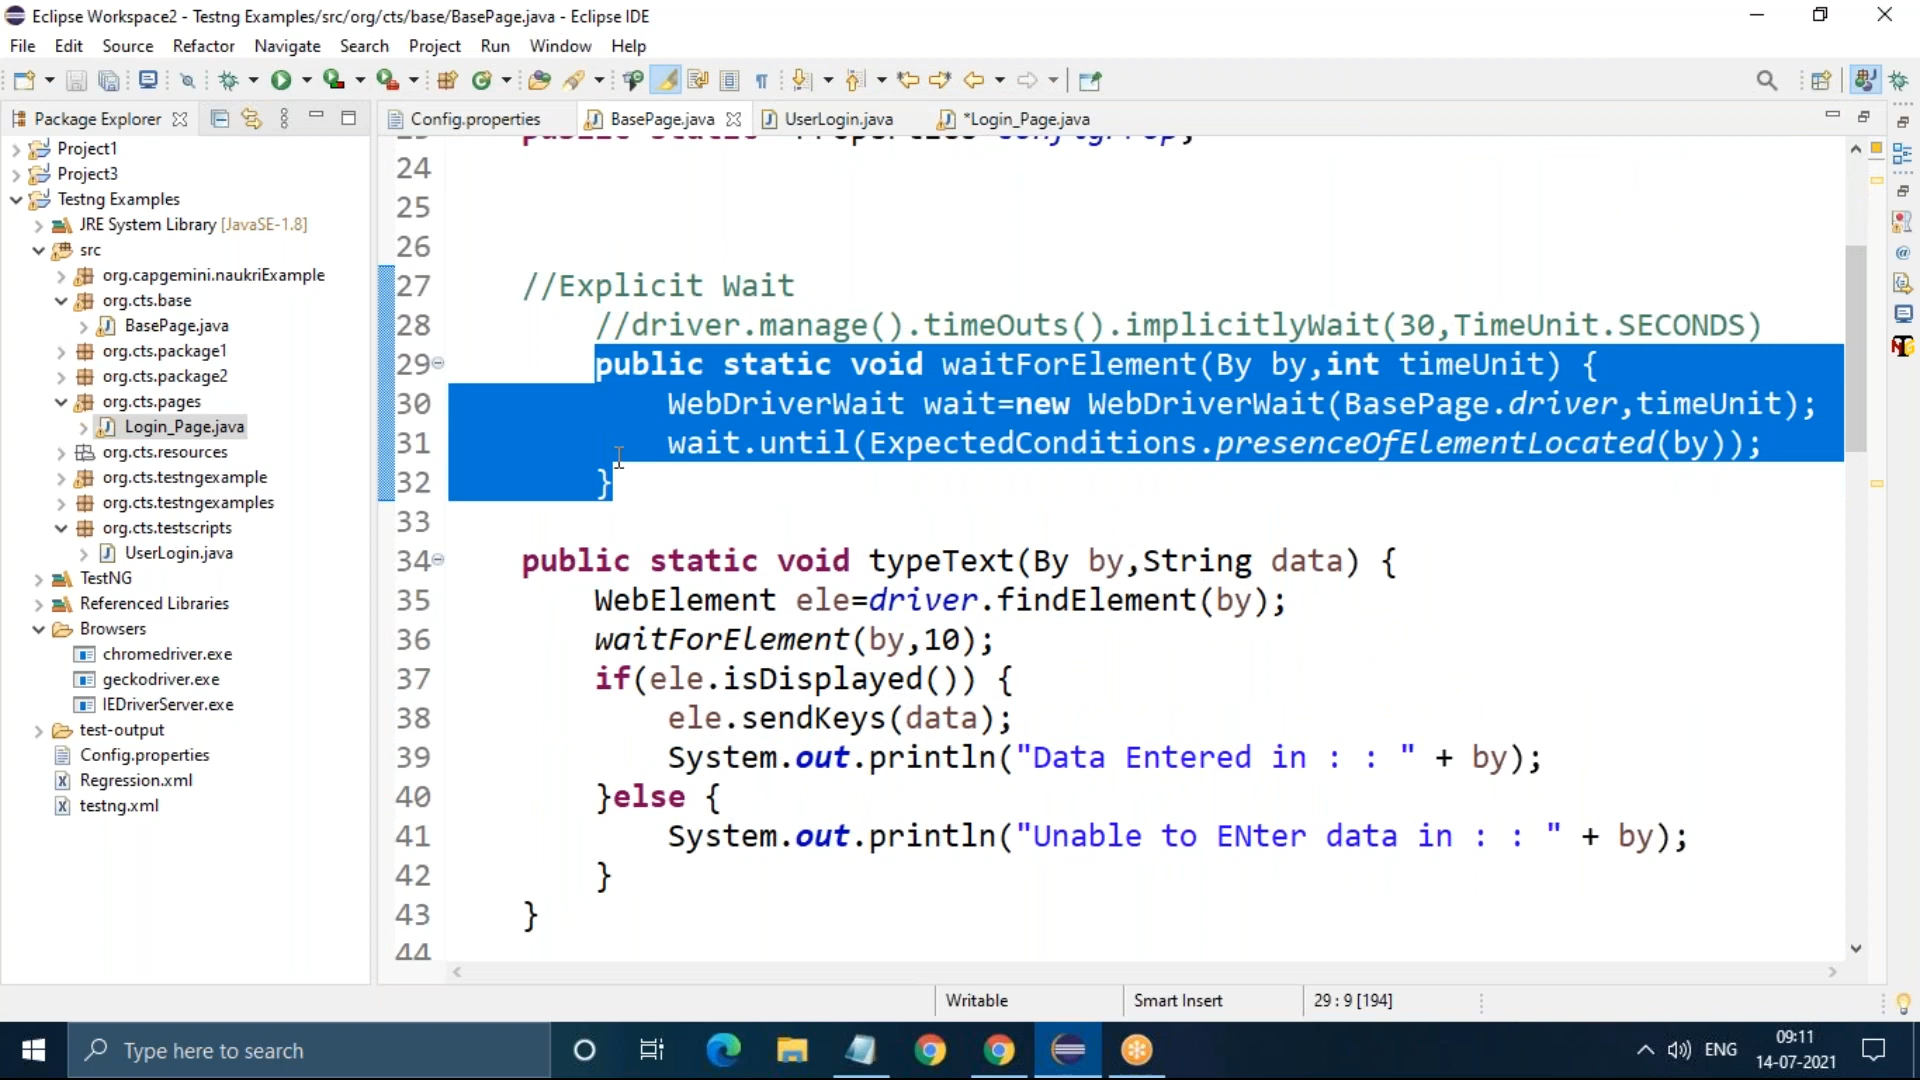 Eclipse Workspace2 - Testng Examples/src/org/cts/base/BasePage.java - Eclipse IDE
File Edit Source Refactor Navigate Search Project Run Window Help
Package Explorer
Config.properties BasePage.java UserLogin.java *Login_Page.java
Project1
Project3
Testng Examples
JRE System Library [JavaSE-1.8]
src
org.capgemini.naukriExample
org.cts.base
BasePage.java
org.cts.package1
org.cts.package2
org.cts.pages
Login_Page.java
org.cts.resources
org.cts.testngexample
org.cts.testngexamples
org.cts.testscripts
UserLogin.java
TestNG
Referenced Libraries
Browsers
chromedriver.exe
geckodriver.exe
IEDriverServer.exe
test-output
Config.properties
Regression.xml
testng.xml
24
25
26
27 //Explicit Wait
28 //driver.manage().timeOuts().implicitlyWait(30,TimeUnit.SECONDS)
29 public static void waitForElement(By by,int timeUnit) {
30 WebDriverWait wait=new WebDriverWait(BasePage.driver,timeUnit);
31 wait.until(ExpectedConditions.presenceOfElementLocated(by));
32 }
33
34 public static void typeText(By by,String data) {
35 WebElement ele=driver.findElement(by);
36 waitForElement(by,10);
37 if(ele.isDisplayed()) {
38 ele.sendKeys(data);
39 System.out.println("Data Entered in : : " + by);
40 }else {
41 System.out.println("Unable to ENter data in : : " + by);
42 }
43 }
44
Writable Smart Insert 29 : 9 [194]
Type here to search
ENG
09:11
14-07-2021